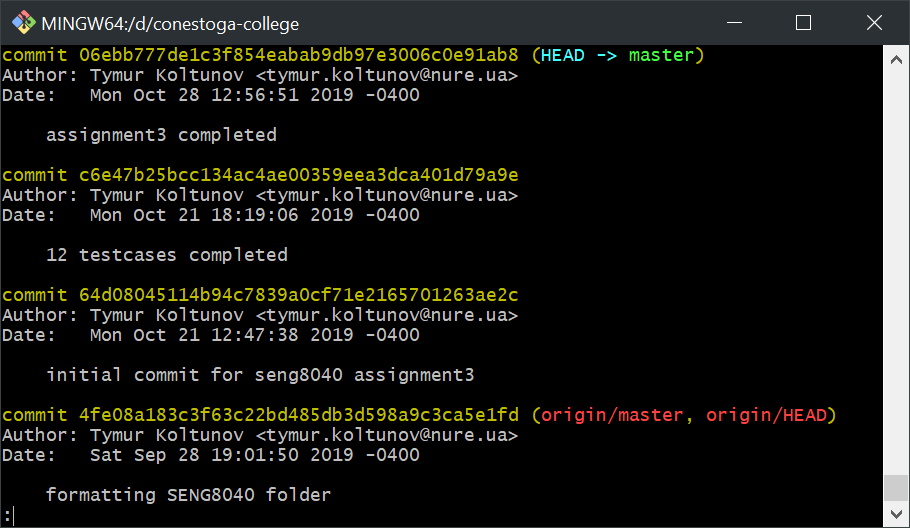 MINGW64:/d/conestoga-college
commit 06ebb777de1c3f854eabab9db97e3006c0e91ab8 (HEAD -> master)
Author: Tymur Koltunov <tymur.koltunov@nure.ua>
Date:   Mon Oct 28 12:56:51 2019 -0400
    assignment3 completed
commit c6e47b25bcc134ac4ae00359eea3dca401d79a9e
Author: Tymur Koltunov <tymur.koltunov@nure.ua>
Date:   Mon Oct 21 18:19:06 2019 -0400
    12 testcases completed
commit 64d08045114b94c7839a0cf71e2165701263ae2c
Author: Tymur Koltunov <tymur.koltunov@nure.ua>
Date:   Mon Oct 21 12:47:38 2019 -0400
    initial commit for seng8040 assignment3
commit 4fe08a183c3f63c22bd485db3d598a9c3ca5e1fd (origin/master, origin/HEAD)
Author: Tymur Koltunov <tymur.koltunov@nure.ua>
Date:   Sat Sep 28 19:01:50 2019 -0400
    formatting SENG8040 folder
: